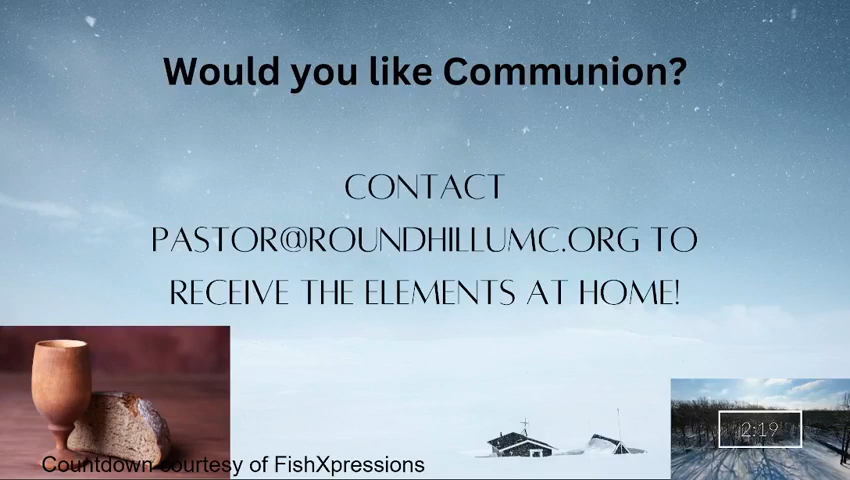 Would you like Communion?
CONTACT
PASTOR@ROUNDHILLUMC.ORG TO
RECEIVE THE ELEMENTS AT HOME!
2:19
Countdown courtesy of FishXpressions